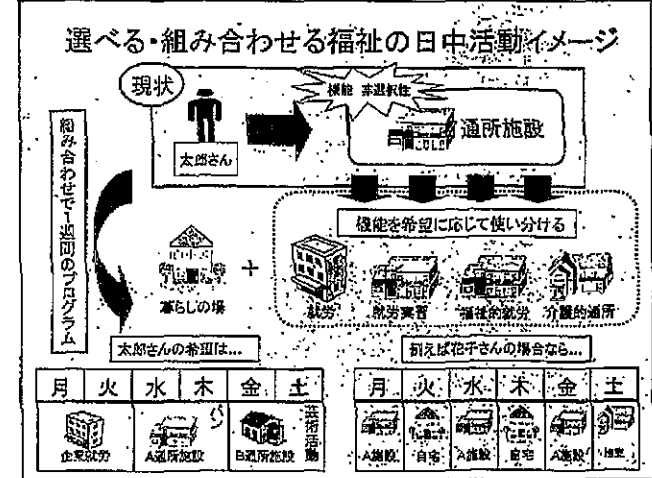 選べる・組み合わせる福祉の日中活動イメージ
現状
機能 非選択性
太郎さん
通所施設
組み合わせで1週間のプログラム
機能を希望に応じて使い分ける
暮らしの場
+
就労
就労実習
福祉的就労
介護的通所
太郎さんの希望は…
例えば花子さんの場合なら…
月 火 水 木 金 土
企業就労
A通所施設
パン
B通所施設
芸術活動
月 火 水 木 金 土
A施設
自宅
A施設
自宅
A施設